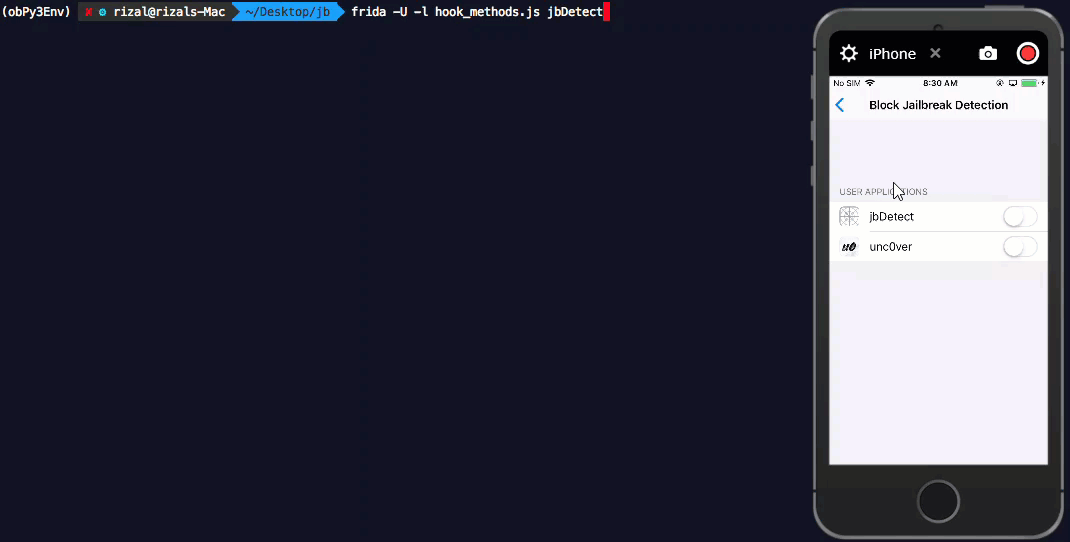 (obPy3Env) ✘ ⚙ rizal@rizals-Mac ~/Desktop/jb frida -U -l hook_methods.js jbDetect
iPhone
No SIM 8:30 AM
Block Jailbreak Detection
USER APPLICATIONS
jbDetect
u0 unc0ver